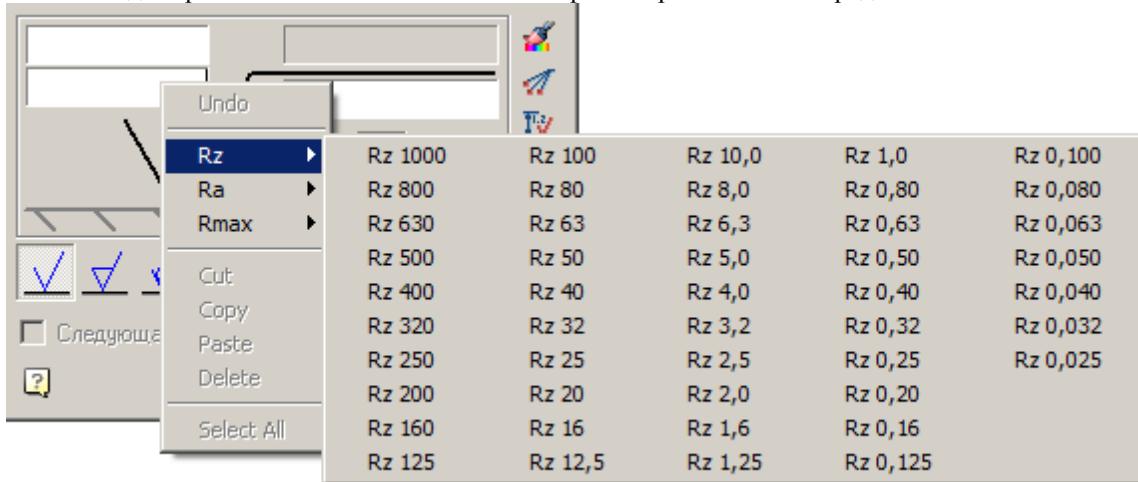 Undo
Rz Rz 1000 Rz 100 Rz 10,0 Rz 1,0 Rz 0,100
Ra Rz 800 Rz 80 Rz 8,0 Rz 0,80 Rz 0,080
Rmax Rz 630 Rz 63 Rz 6,3 Rz 0,63 Rz 0,063
Rz 500 Rz 50 Rz 5,0 Rz 0,50 Rz 0,050
Cut
Rz 400 Rz 40 Rz 4,0 Rz 0,40 Rz 0,040
Copy
Следующа Rz 320 Rz 32 Rz 3,2 Rz 0,32 Rz 0,032
Paste
Rz 250 Rz 25 Rz 2,5 Rz 0,25 Rz 0,025
Delete
Rz 200 Rz 20 Rz 2,0 Rz 0,20
Select All Rz 160 Rz 16 Rz 1,6 Rz 0,16
Rz 125 Rz 12,5 Rz 1,25 Rz 0,125